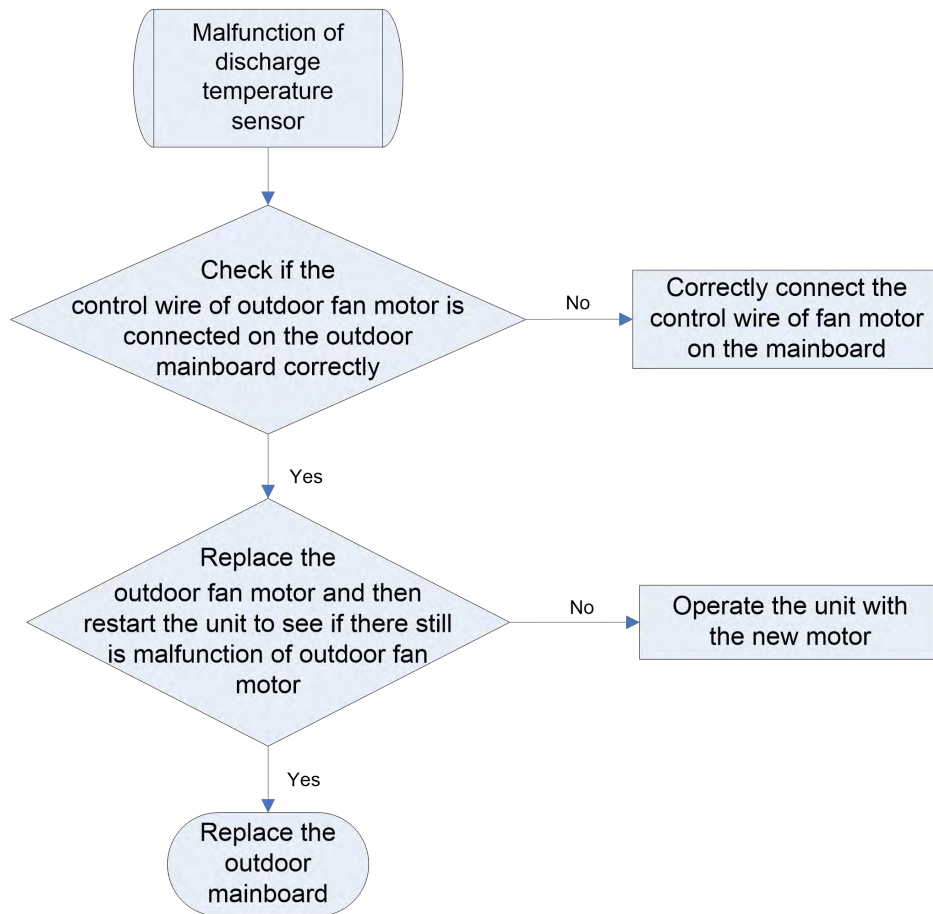 Malfunction of
discharge
temperature
sensor
Check if the
control wire of outdoor fan motor is
connected on the outdoor
mainboard correctly
No
Correctly connect the
control wire of fan motor
on the mainboard
Yes
Replace the
outdoor fan motor and then
restart the unit to see if there still
is malfunction of outdoor fan
motor
No
Operate the unit with
the new motor
Yes
Replace the
outdoor
mainboard